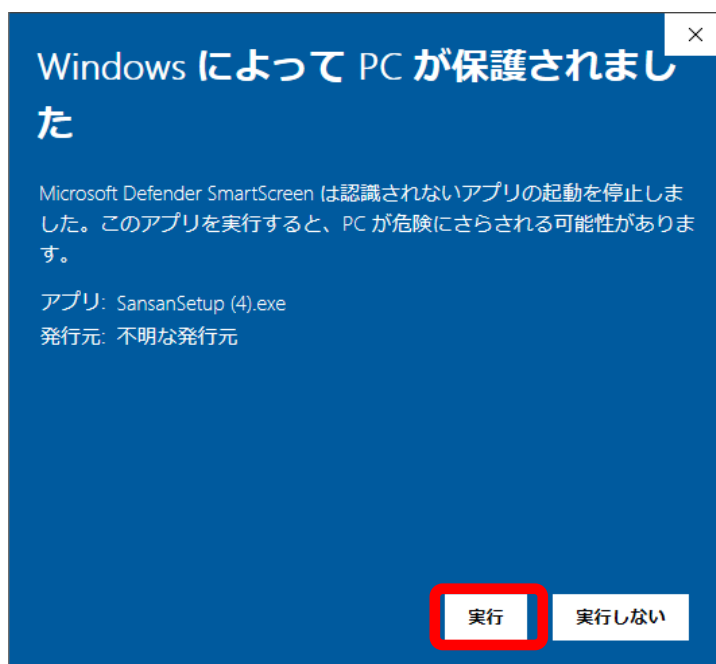 Windows によって PC が保護されまし
た
Microsoft Defender SmartScreen は認識されないアプリの起動を停止しま
した。このアプリを実行すると、PC が危険にさらされる可能性がありま
す。
アプリ: SansanSetup (4).exe
発行元: 不明な発行元
実行 実行しない